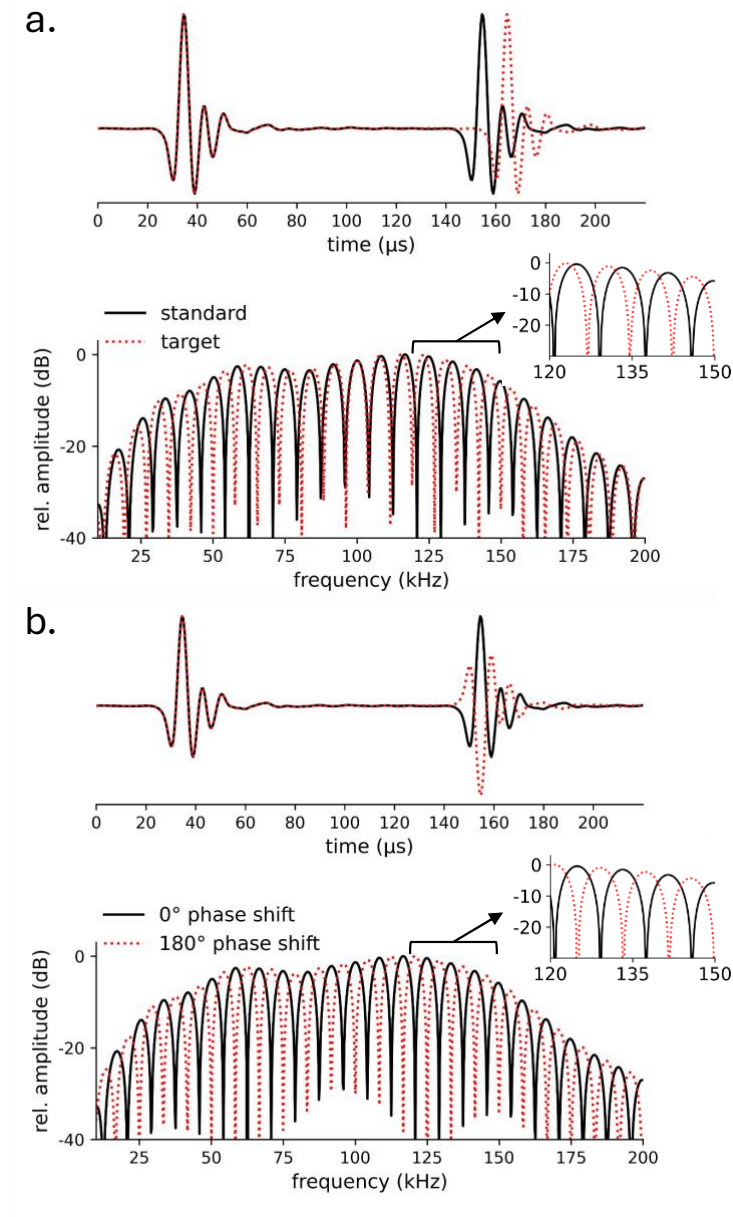 a.
0 20 40 60 80 100 120 140 160 180 200
time (μs)
standard
target
0
-10
-20
120 135 150
0
-20
-40
rel. amplitude (dB)
25 50 75 100 125 150 175 200
frequency (kHz)
b.
0 20 40 60 80 100 120 140 160 180 200
time (μs)
0° phase shift
180° phase shift
0
-10
-20
120 135 150
0
-20
-40
rel. amplitude (dB)
25 50 75 100 125 150 175 200
frequency (kHz)